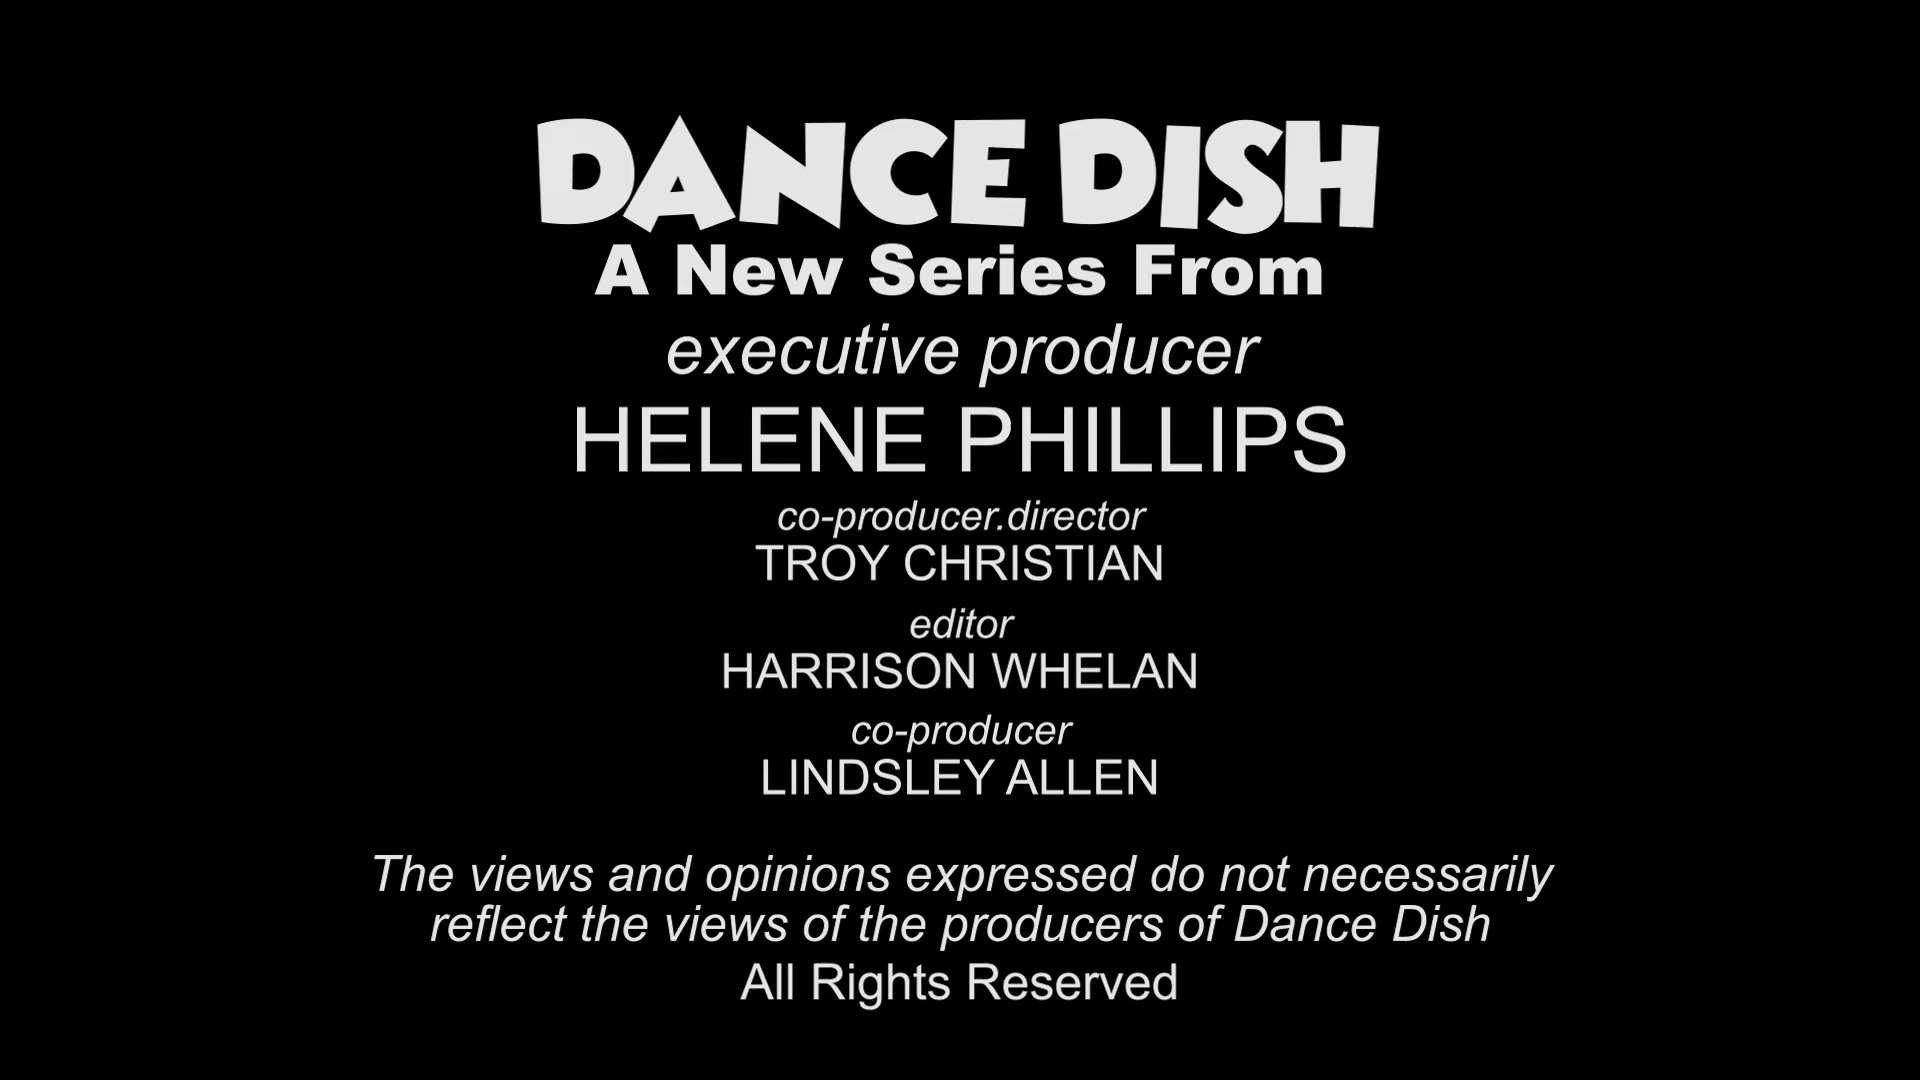 DANCE DISH
A New Series From
executive producer
HELENE PHILLIPS
co-producer.director
TROY CHRISTIAN
editor
HARRISON WHELAN
co-producer
LINDSLEY ALLEN
The views and opinions expressed do not necessarily
reflect the views of the producers of Dance Dish
All Rights Reserved